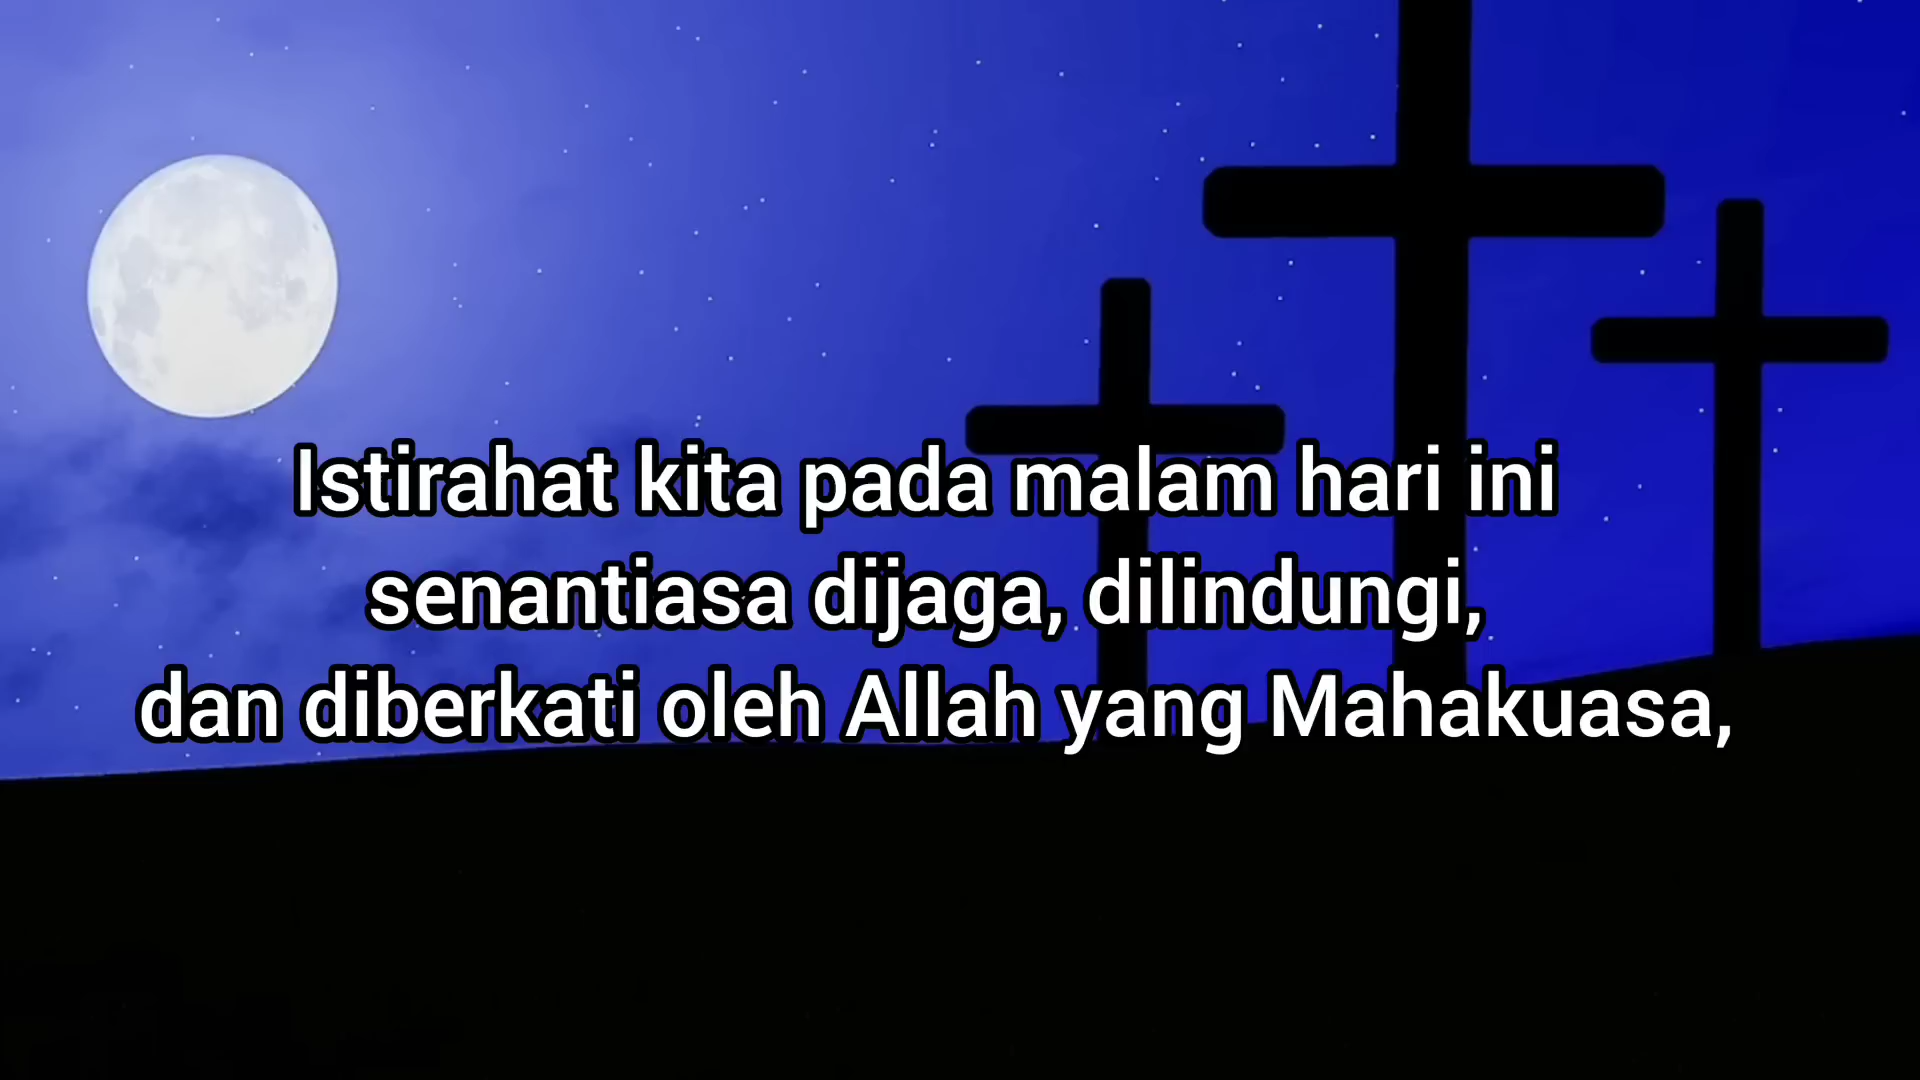 Istirahat kita pada malam hari ini
senantiasa dijaga, dilindungi,
dan diberkati oleh Allah yang Mahakuasa,